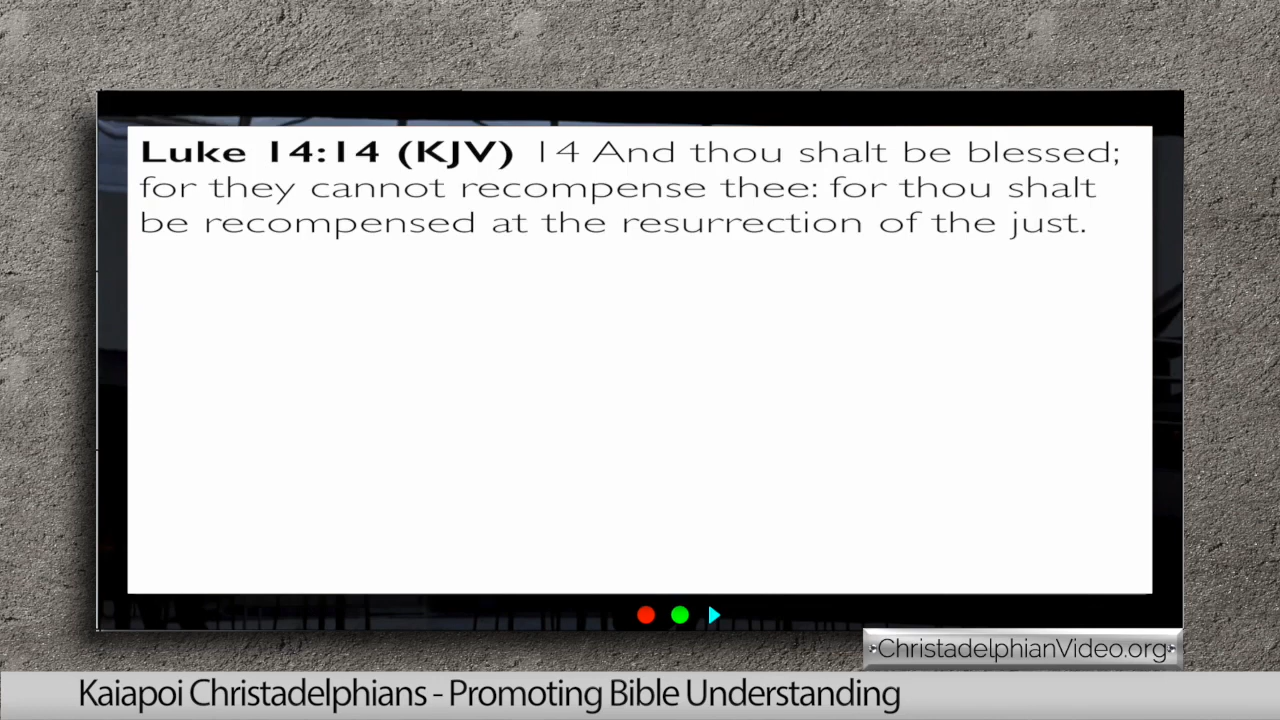 Luke 14:14 (KJV) 14 And thou shalt be blessed;
for they cannot recompense thee: for thou shalt
be recompensed at the resurrection of the just.
ChristadelphianVideo.org
Kaiapoi Christadelphians - Promoting Bible Understanding